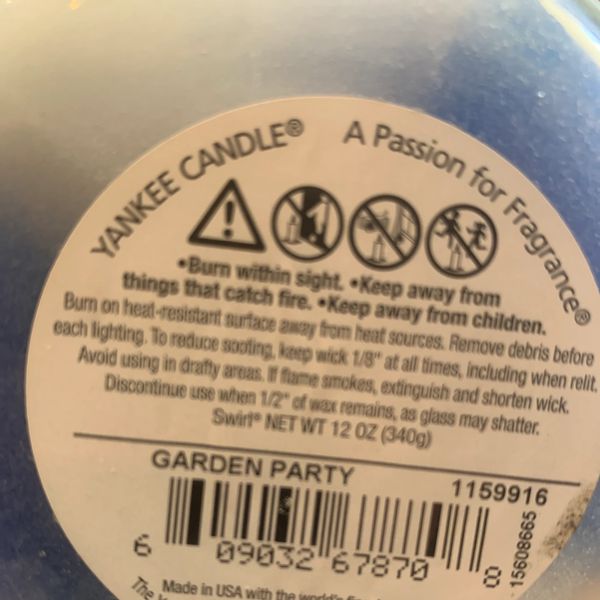 YANKEE CANDLE® A Passion for Fragrance®
•Burn within sight. •Keep away from
things that catch fire. •Keep away from children.
Burn on heat-resistant surface away from heat sources. Remove debris before
each lighting. To reduce sooting, keep wick 1/8" at all times, including when relit.
Avoid using in drafty areas. If flame smokes, extinguish and shorten wick.
Discontinue use when 1/2" of wax remains, as glass may shatter.
Swirl® NET WT 12 OZ (340g)
GARDEN PARTY
1159916
6 09032 67870 8
15608665
Made in USA with the world's
The